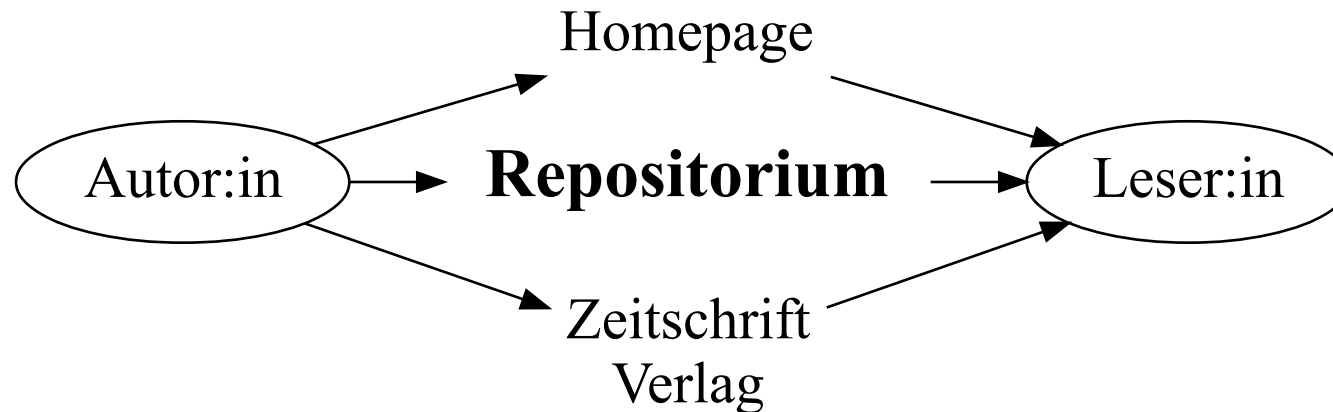 Homepage
Autor:in
Repositorium
Leser:in
Zeitschrift
Verlag